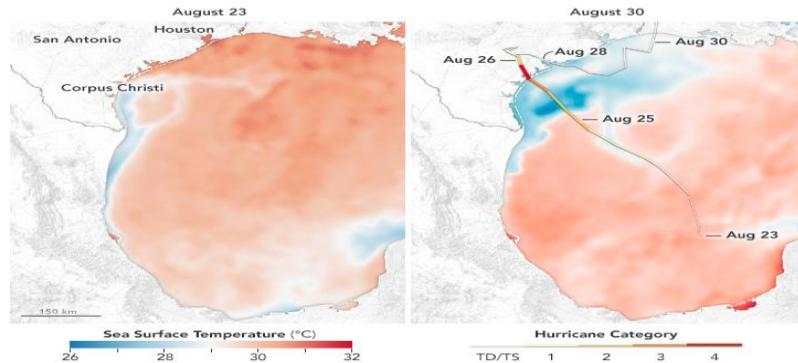 August 23
August 30
Houston
San Antonio
Corpus Christi
Aug 28
Aug 30
Aug 26
Aug 25
Aug 23
150 km
Sea Surface Temperature (°C)
26 28 30 32
Hurricane Category
TD/TS 1 2 3 4